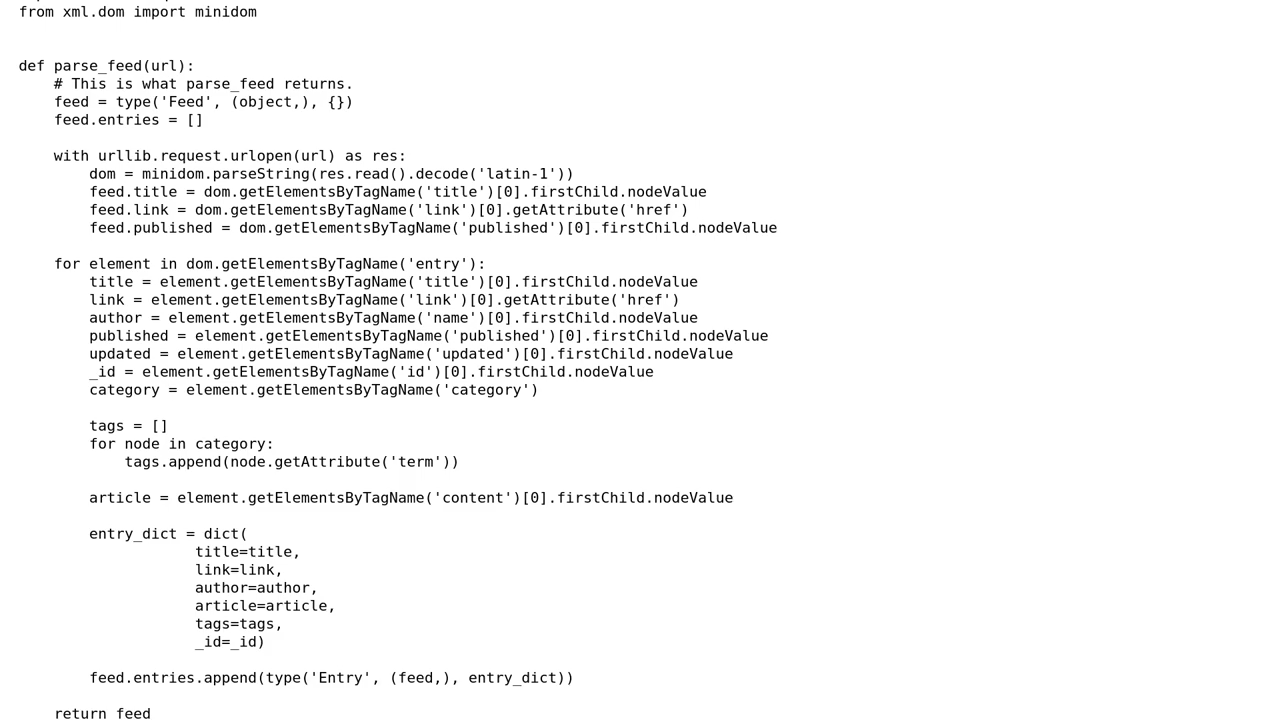 from xml.dom import minidom
def parse_feed(url):
    # This is what parse_feed returns.
    feed = type('Feed', (object,), {})
    feed.entries = []
    with urllib.request.urlopen(url) as res:
        dom = minidom.parseString(res.read().decode('latin-1'))
        feed.title = dom.getElementsByTagName('title')[0].firstChild.nodeValue
        feed.link = dom.getElementsByTagName('link')[0].getAttribute('href')
        feed.published = dom.getElementsByTagName('published')[0].firstChild.nodeValue
    for element in dom.getElementsByTagName('entry'):
        title = element.getElementsByTagName('title')[0].firstChild.nodeValue
        link = element.getElementsByTagName('link')[0].getAttribute('href')
        author = element.getElementsByTagName('name')[0].firstChild.nodeValue
        published = element.getElementsByTagName('published')[0].firstChild.nodeValue
        updated = element.getElementsByTagName('updated')[0].firstChild.nodeValue
        _id = element.getElementsByTagName('id')[0].firstChild.nodeValue
        category = element.getElementsByTagName('category')
        tags = []
        for node in category:
            tags.append(node.getAttribute('term'))
        article = element.getElementsByTagName('content')[0].firstChild.nodeValue
        entry_dict = dict(
                    title=title,
                    link=link,
                    author=author,
                    article=article,
                    tags=tags,
                    _id=_id)
        feed.entries.append(type('Entry', (feed,), entry_dict))
    return feed